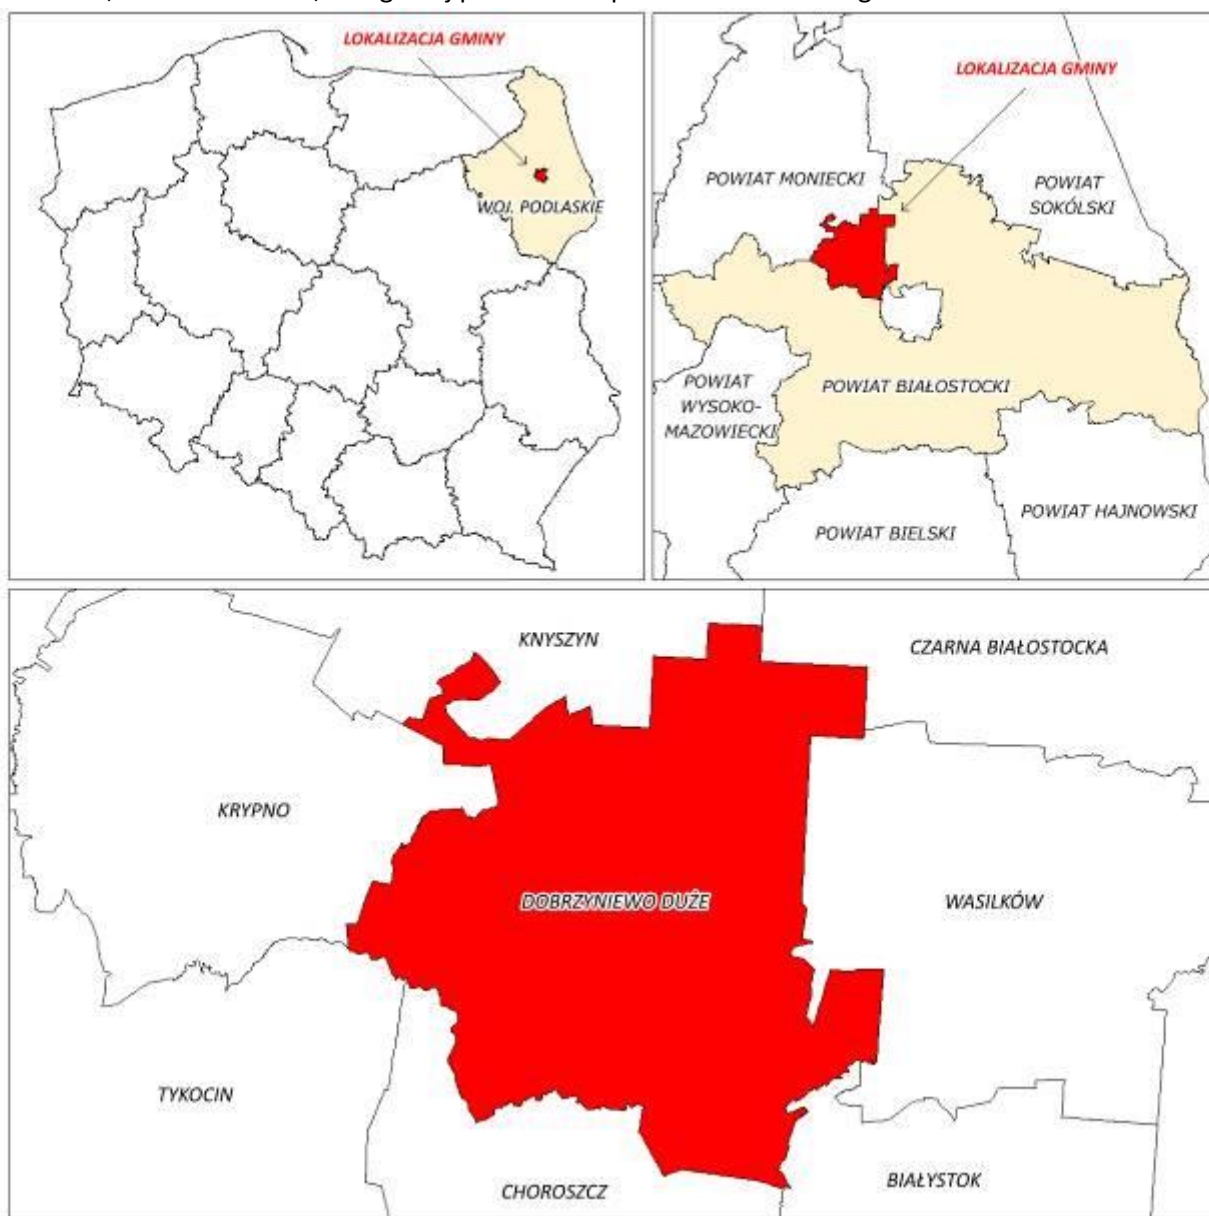 LOKALIZACJA GMINY
WOJ. PODLASKIE
LOKALIZACJA GMINY
POWIAT MONIECKI
POWIAT
SOKÓLSKI
POWIAT
WYSOKO-
MAZOWIECKI
POWIAT BIAŁOSTOCKI
POWIAT HAJNOWSKI
POWIAT BIELSKI
KNYSZYN
CZARNA BIAŁOSTOCKA
KRYPNO
DOBRZYNIEWO DUŻE
WASILKÓW
TYKOCIN
CHOROSZCZ
BIAŁYSTOK